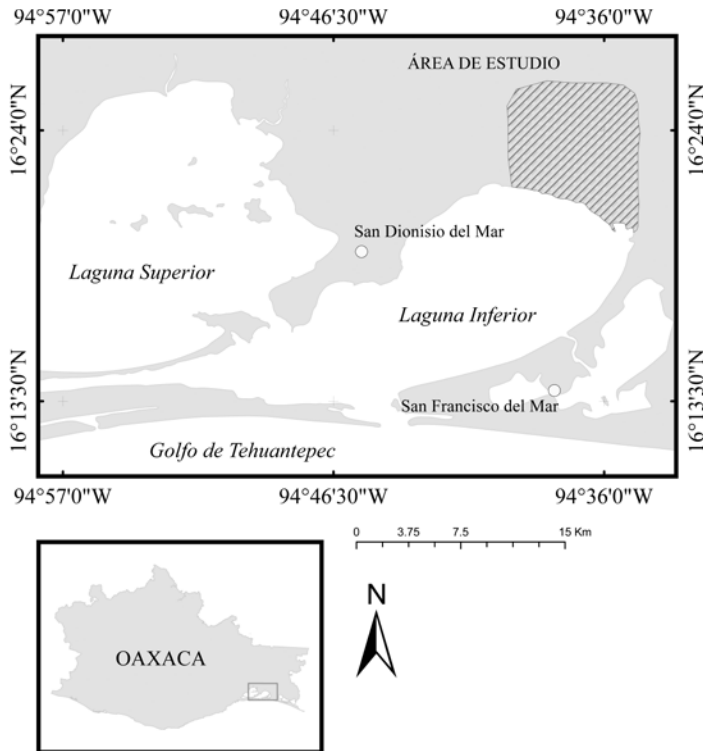 94°57'0"W 94°46'30"W 94°36'0"W
ÁREA DE ESTUDIO
16°24'0"N 16°24'0"N
San Dionisio del Mar
Laguna Superior
Laguna Inferior
16°13'30"N 16°13'30"N
San Francisco del Mar
Golfo de Tehuantepec
94°57'0"W 94°46'30"W 94°36'0"W
0 3.75 7.5 15 Km
N
OAXACA